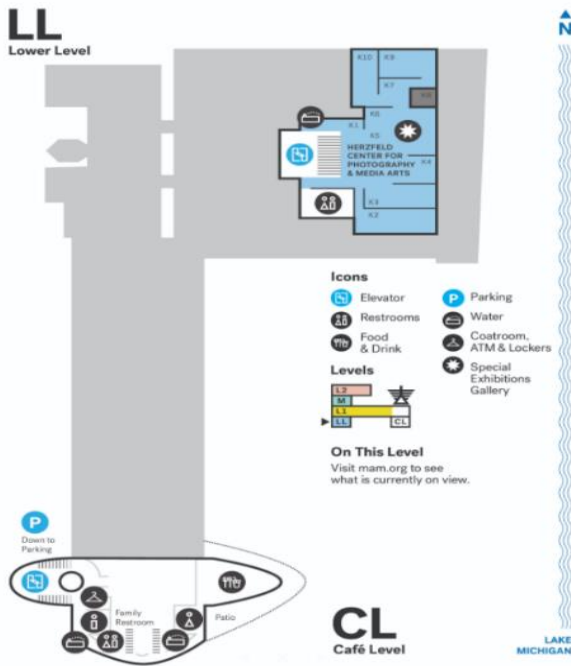 LL
Lower Level
N
K10
K9
K7
K6
K1
K5
HERZFELD
CENTER FOR
PHOTOGRAPHY
& MEDIA ARTS
K4
K3
K2
Icons
Elevator
Restrooms
Food
& Drink
P
Parking
Water
Coatroom,
ATM & Lockers
Special
Exhibitions
Gallery
Levels
L2
M
L1
LL
CL
On This Level
Visit mam.org to see
what is currently on view.
P
Down to
Parking
Family
Restroom
Patio
CL
Café Level
LAKE
MICHIGAN